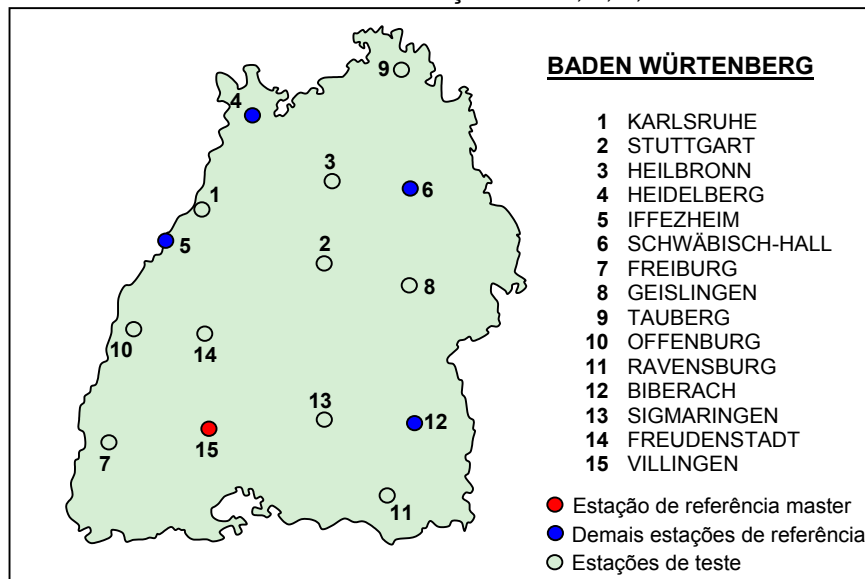 BADEN WÜRTENBERG
1 KARLSRUHE
2 STUTTGART
3 HEILBRONN
4 HEIDELBERG
5 IFFEZHEIM
6 SCHWÄBISCH-HALL
7 FREIBURG
8 GEISLINGEN
9 TAUBERG
10 OFFENBURG
11 RAVENSBURG
12 BIBERACH
13 SIGMARINGEN
14 FREUDENSTADT
15 VILLINGEN
Estação de referência master
Demais estações de referência
Estações de teste
9
4
3
6
1
5
2
8
10
14
13
12
7
15
11